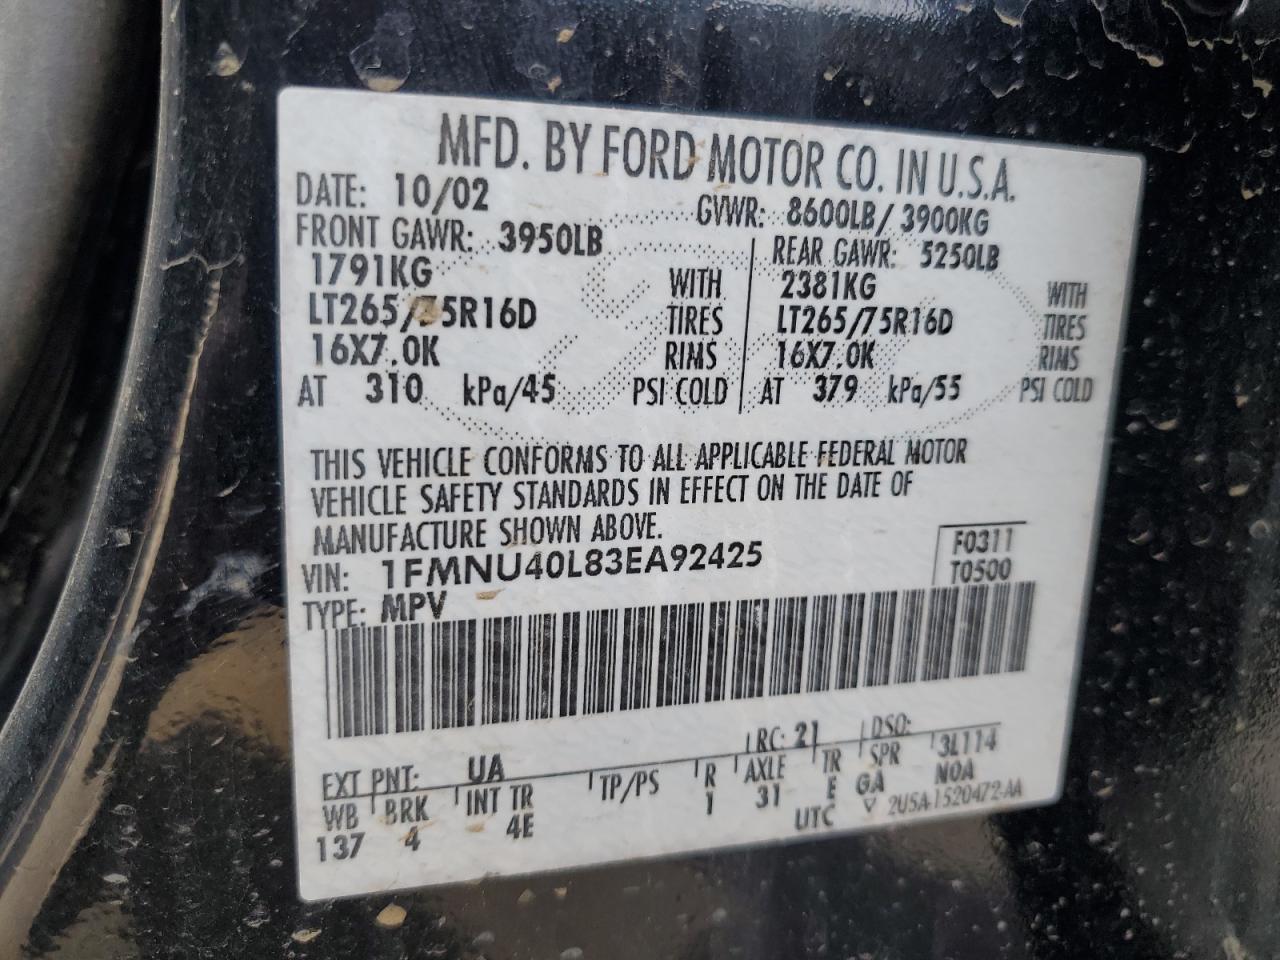 MFD. BY FORD MOTOR CO. IN U.S.A.
DATE: 10/02 GVWR: 8600LB/ 3900KG
FRONT GAWR: 3950LB REAR GAWR: 5250LB
1791KG WITH 2381KG WITH
LT265/75R16D TIRES LT265/75R16D TIRES
16X7.0K RIMS 16X7.0K RIMS
AT 310 kPa/45 PSI COLD AT 379 kPa/55 PSI COLD
THIS VEHICLE CONFORMS TO ALL APPLICABLE FEDERAL MOTOR
VEHICLE SAFETY STANDARDS IN EFFECT ON THE DATE OF
MANUFACTURE SHOWN ABOVE.
VIN: 1FMNU40L83EA92425 F0311
TYPE: MPV T0500
EXT PNT: UA RC: 21 DSO: 3L114
WB BRK INT TR TP/PS R AXLE TR SPR N0A
137 4 4E 1 31 E GA
UTC ▽ 2U5A-1520472-AA